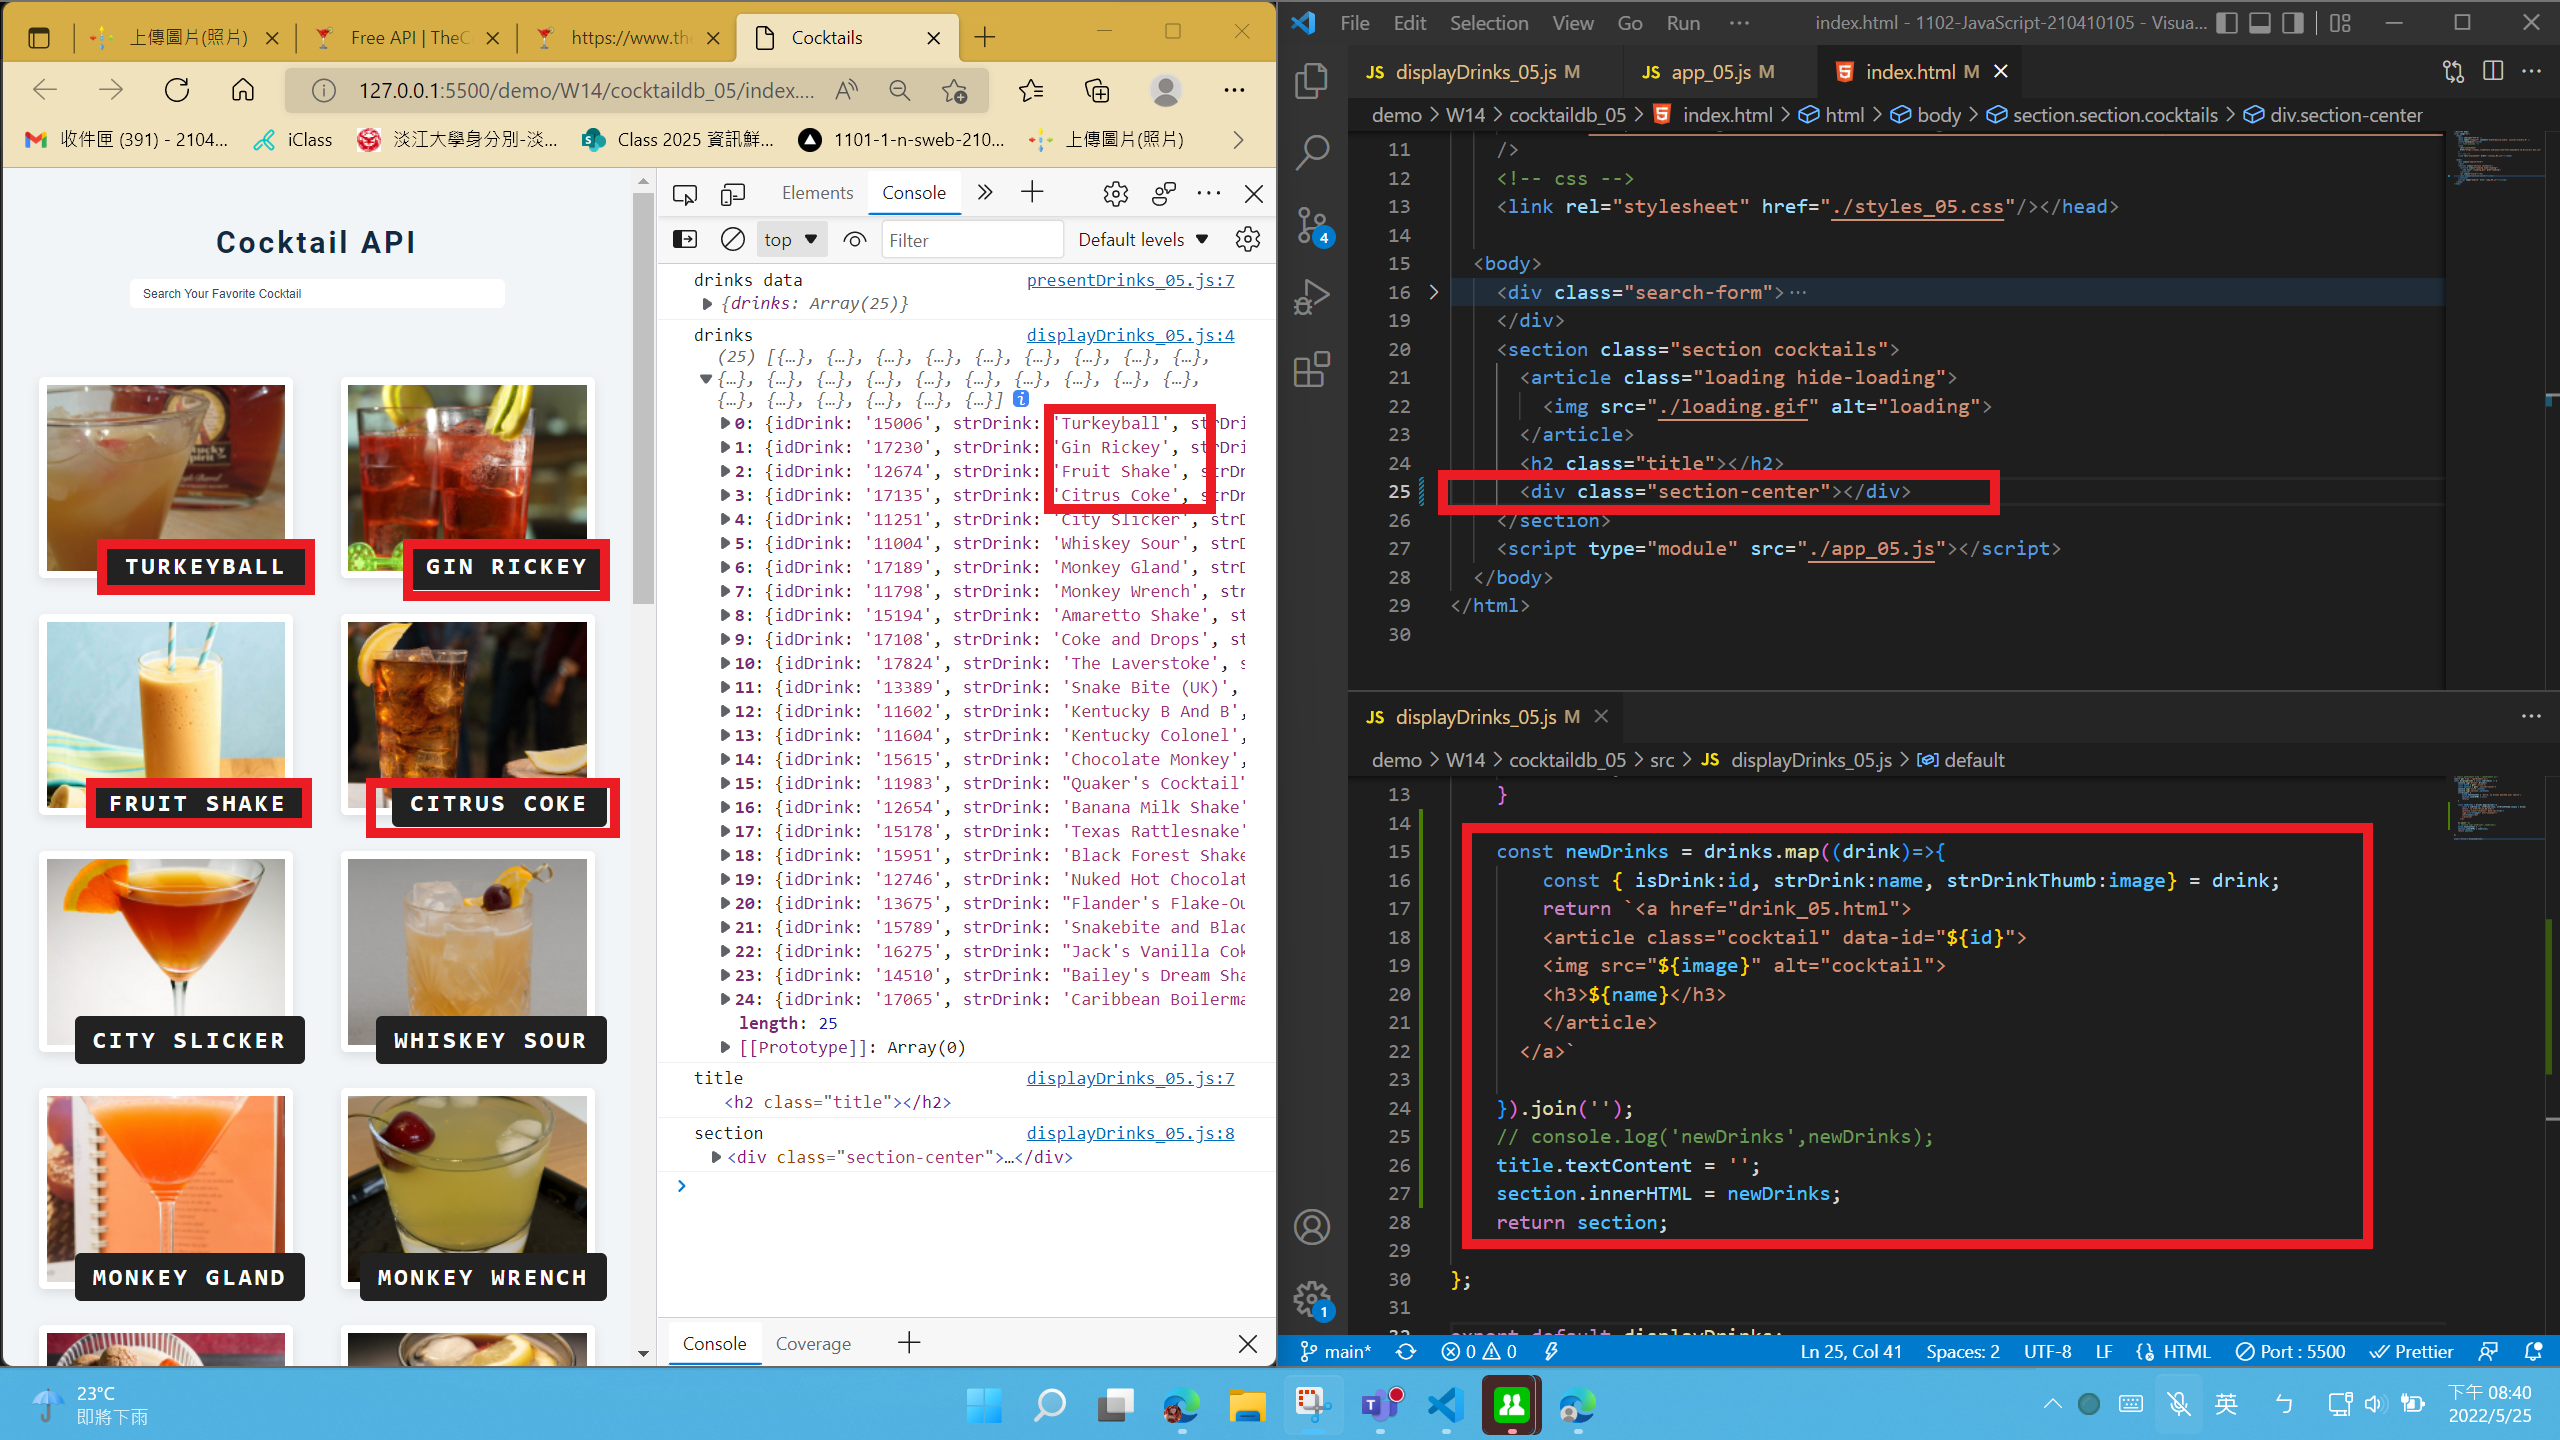 上傳圖片(照片)
Free API | TheC
https://www.the
Cocktails
127.0.0.1:5500/demo/W14/cocktaildb_05/index....
收件匣 (391) - 2104...
iClass
淡江大學身分別-淡...
Class 2025 資訊鮮...
1101-1-n-sweb-210...
上傳圖片(照片)
Cocktail API
Search Your Favorite Cocktail
TURKEYBALL
GIN RICKEY
FRUIT SHAKE
CITRUS COKE
CITY SLICKER
WHISKEY SOUR
MONKEY GLAND
MONKEY WRENCH
Elements
Console
top
Filter
Default levels
drinks data
presentDrinks_05.js:7
{drinks: Array(25)}
drinks
displayDrinks_05.js:4
(25) [{…}, {…}, {…}, {…}, {…}, {…}, {…}, {…}, {…},
{…}, {…}, {…}, {…}, {…}, {…}, {…}, {…}, {…}, {…},
{…}, {…}, {…}, {…}, {…}, {…}]
0: {idDrink: '15006', strDrink: 'Turkeyball', strDri
1: {idDrink: '17230', strDrink: 'Gin Rickey', strDri
2: {idDrink: '12674', strDrink: 'Fruit Shake', strDr
3: {idDrink: '17135', strDrink: 'Citrus Coke', strDr
4: {idDrink: '11251', strDrink: 'City Slicker', strD
5: {idDrink: '11004', strDrink: 'Whiskey Sour', strD
6: {idDrink: '17189', strDrink: 'Monkey Gland', strD
7: {idDrink: '11798', strDrink: 'Monkey Wrench', str
8: {idDrink: '15194', strDrink: 'Amaretto Shake', st
9: {idDrink: '17108', strDrink: 'Coke and Drops', st
10: {idDrink: '17824', strDrink: 'The Laverstoke', s
11: {idDrink: '13389', strDrink: 'Snake Bite (UK)',
12: {idDrink: '11602', strDrink: 'Kentucky B And B',
13: {idDrink: '11604', strDrink: 'Kentucky Colonel',
14: {idDrink: '15615', strDrink: 'Chocolate Monkey',
15: {idDrink: '11983', strDrink: "Quaker's Cocktail"
16: {idDrink: '12654', strDrink: 'Banana Milk Shake'
17: {idDrink: '15178', strDrink: 'Texas Rattlesnake'
18: {idDrink: '15951', strDrink: 'Black Forest Shake
19: {idDrink: '12746', strDrink: 'Nuked Hot Chocolat
20: {idDrink: '13675', strDrink: "Flander's Flake-Ou
21: {idDrink: '15789', strDrink: 'Snakebite and Blac
22: {idDrink: '16275', strDrink: "Jack's Vanilla Cok
23: {idDrink: '14510', strDrink: "Bailey's Dream Sha
24: {idDrink: '17065', strDrink: 'Caribbean Boilerma
length: 25
[[Prototype]]: Array(0)
title
displayDrinks_05.js:7
<h2 class="title"></h2>
section
displayDrinks_05.js:8
<div class="section-center">…</div>
Console
Coverage
File Edit Selection View Go Run ···
index.html - 1102-JavaScript-210410105 - Visua...
displayDrinks_05.js M
app_05.js M
index.html M
demo > W14 > cocktaildb_05 > index.html > html > body > section.section.cocktails > div.section-center
11 />
12 <!-- css -->
13 <link rel="stylesheet" href="./styles_05.css"/></head>
14
15 <body>
16 <div class="search-form">···
19 </div>
20 <section class="section cocktails">
21 <article class="loading hide-loading">
22 <img src="./loading.gif" alt="loading">
23 </article>
24 <h2 class="title"></h2>
25 <div class="section-center"></div>
26 </section>
27 <script type="module" src="./app_05.js"></script>
28 </body>
29 </html>
30
displayDrinks_05.js M
demo > W14 > cocktaildb_05 > src > JS displayDrinks_05.js > default
13 }
14
15 const newDrinks = drinks.map((drink)=>{
16 const { isDrink:id, strDrink:name, strDrinkThumb:image} = drink;
17 return `<a href="drink_05.html">
18 <article class="cocktail" data-id="${id}">
19 <img src="${image}" alt="cocktail">
20 <h3>${name}</h3>
21 </article>
22 </a>`
23
24 }).join('');
25 // console.log('newDrinks',newDrinks);
26 title.textContent = '';
27 section.innerHTML = newDrinks;
28 return section;
29
30 };
31
32 export default displayDrinks;
4
1
main*
0 0
Ln 25, Col 41
Spaces: 2
UTF-8
LF
HTML
Port : 5500
Prettier
23°C
即將下雨
英
ㄅ
下午 08:40
2022/5/25